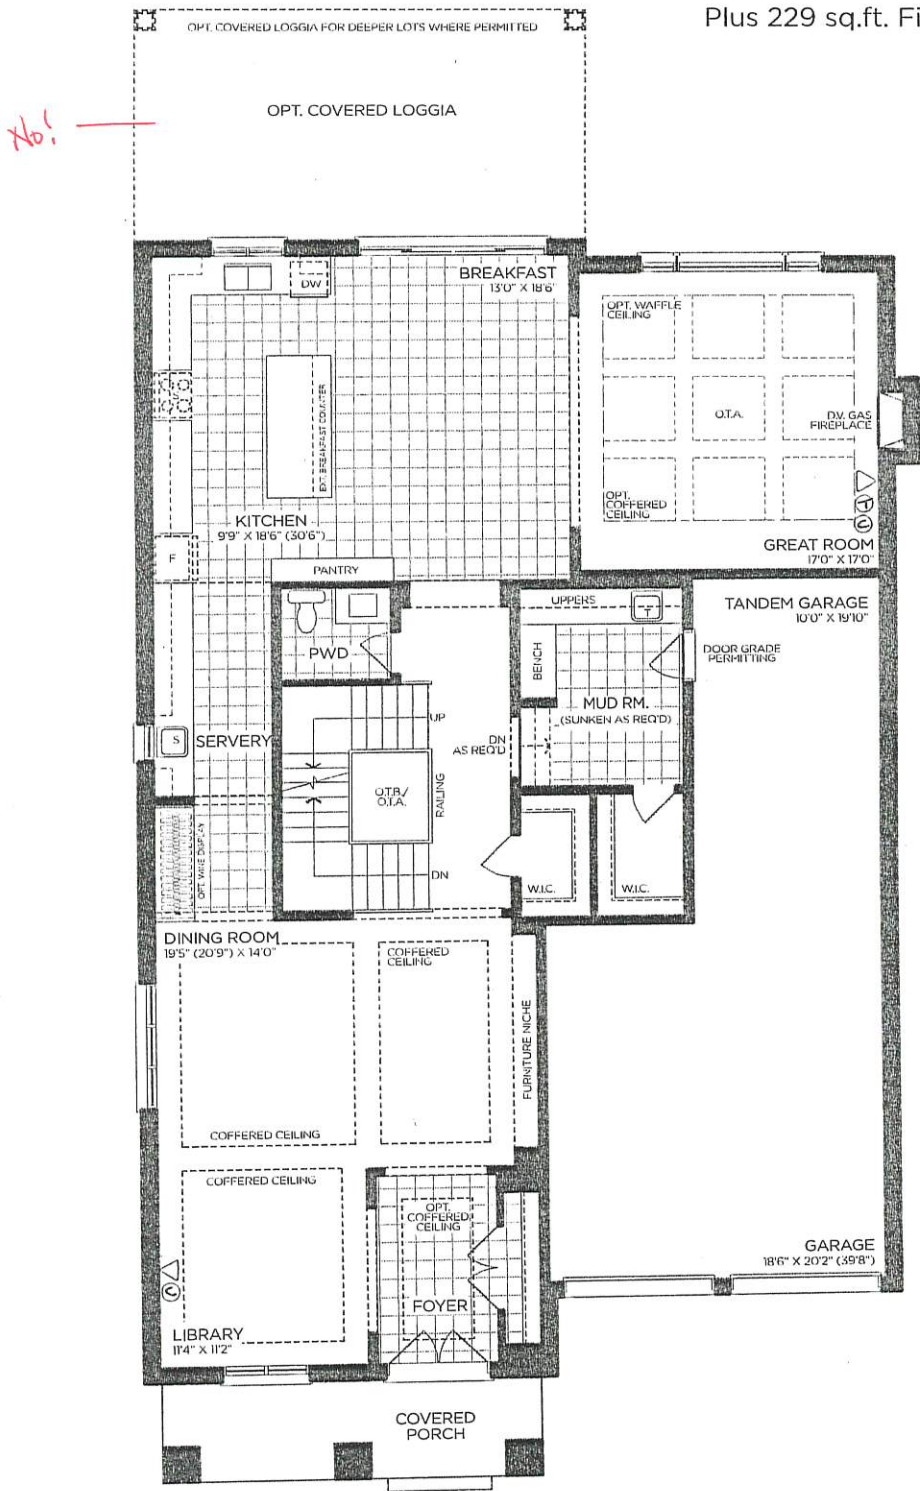 Plus 229 sq.ft. Fi
OPT. COVERED LOGGIA FOR DEEPER LOTS WHERE PERMITTED
OPT. COVERED LOGGIA
No!
BREAKFAST
13'0" X 18'6"
DW
OPT. WAFFLE
CEILING
O.T.A.
D.V. GAS
FIREPLACE
EXT. BREAKFAST COUNTER
OPT.
COFFERED
CEILING
T
C
KITCHEN
9'9" X 18'6" (30'6")
GREAT ROOM
17'0" X 17'0"
F
PANTRY
UPPERS
T
TANDEM GARAGE
10'0" X 19'10"
PWD
BENCH
DOOR GRADE
PERMITTING
MUD RM.
(SUNKEN AS REQ'D)
UP
DN
AS REQ'D
S
SERVERY
O.T.B./
O.T.A.
RAILING
OPT. WINE DISPLAY
DN
W.I.C.
W.I.C.
DINING ROOM
19'5" (20'9") X 14'0"
COFFERED
CEILING
FURNITURE NICHE
COFFERED CEILING
COFFERED CEILING
OPT.
COFFERED
CEILING
GARAGE
18'6" X 20'2" (39'8")
C
FOYER
LIBRARY
11'4" X 11'2"
COVERED
PORCH